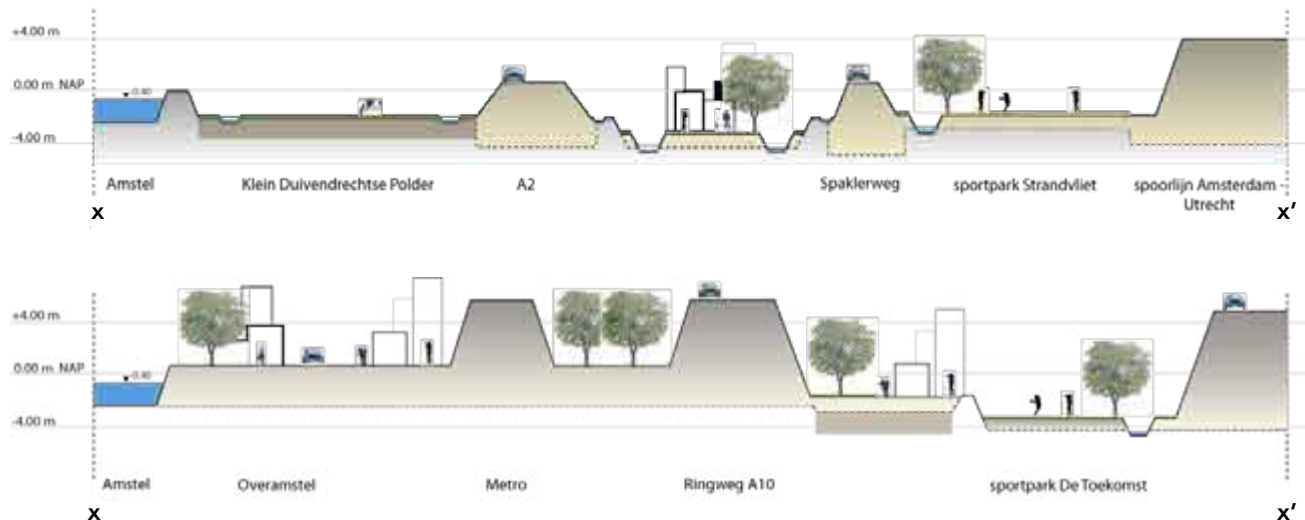 +4.00 m
0.00 m NAP
-0.40
-4.00 m
Amstel
Klein Duivendrechtse Polder
A2
Spaklerweg
sportpark Strandvliet
spoorlijn Amsterdam -
Utrecht
x
x'
+4.00 m
0.00 m NAP
-0.40
-4.00 m
Amstel
Overamstel
Metro
Ringweg A10
sportpark De Toekomst
x
x'